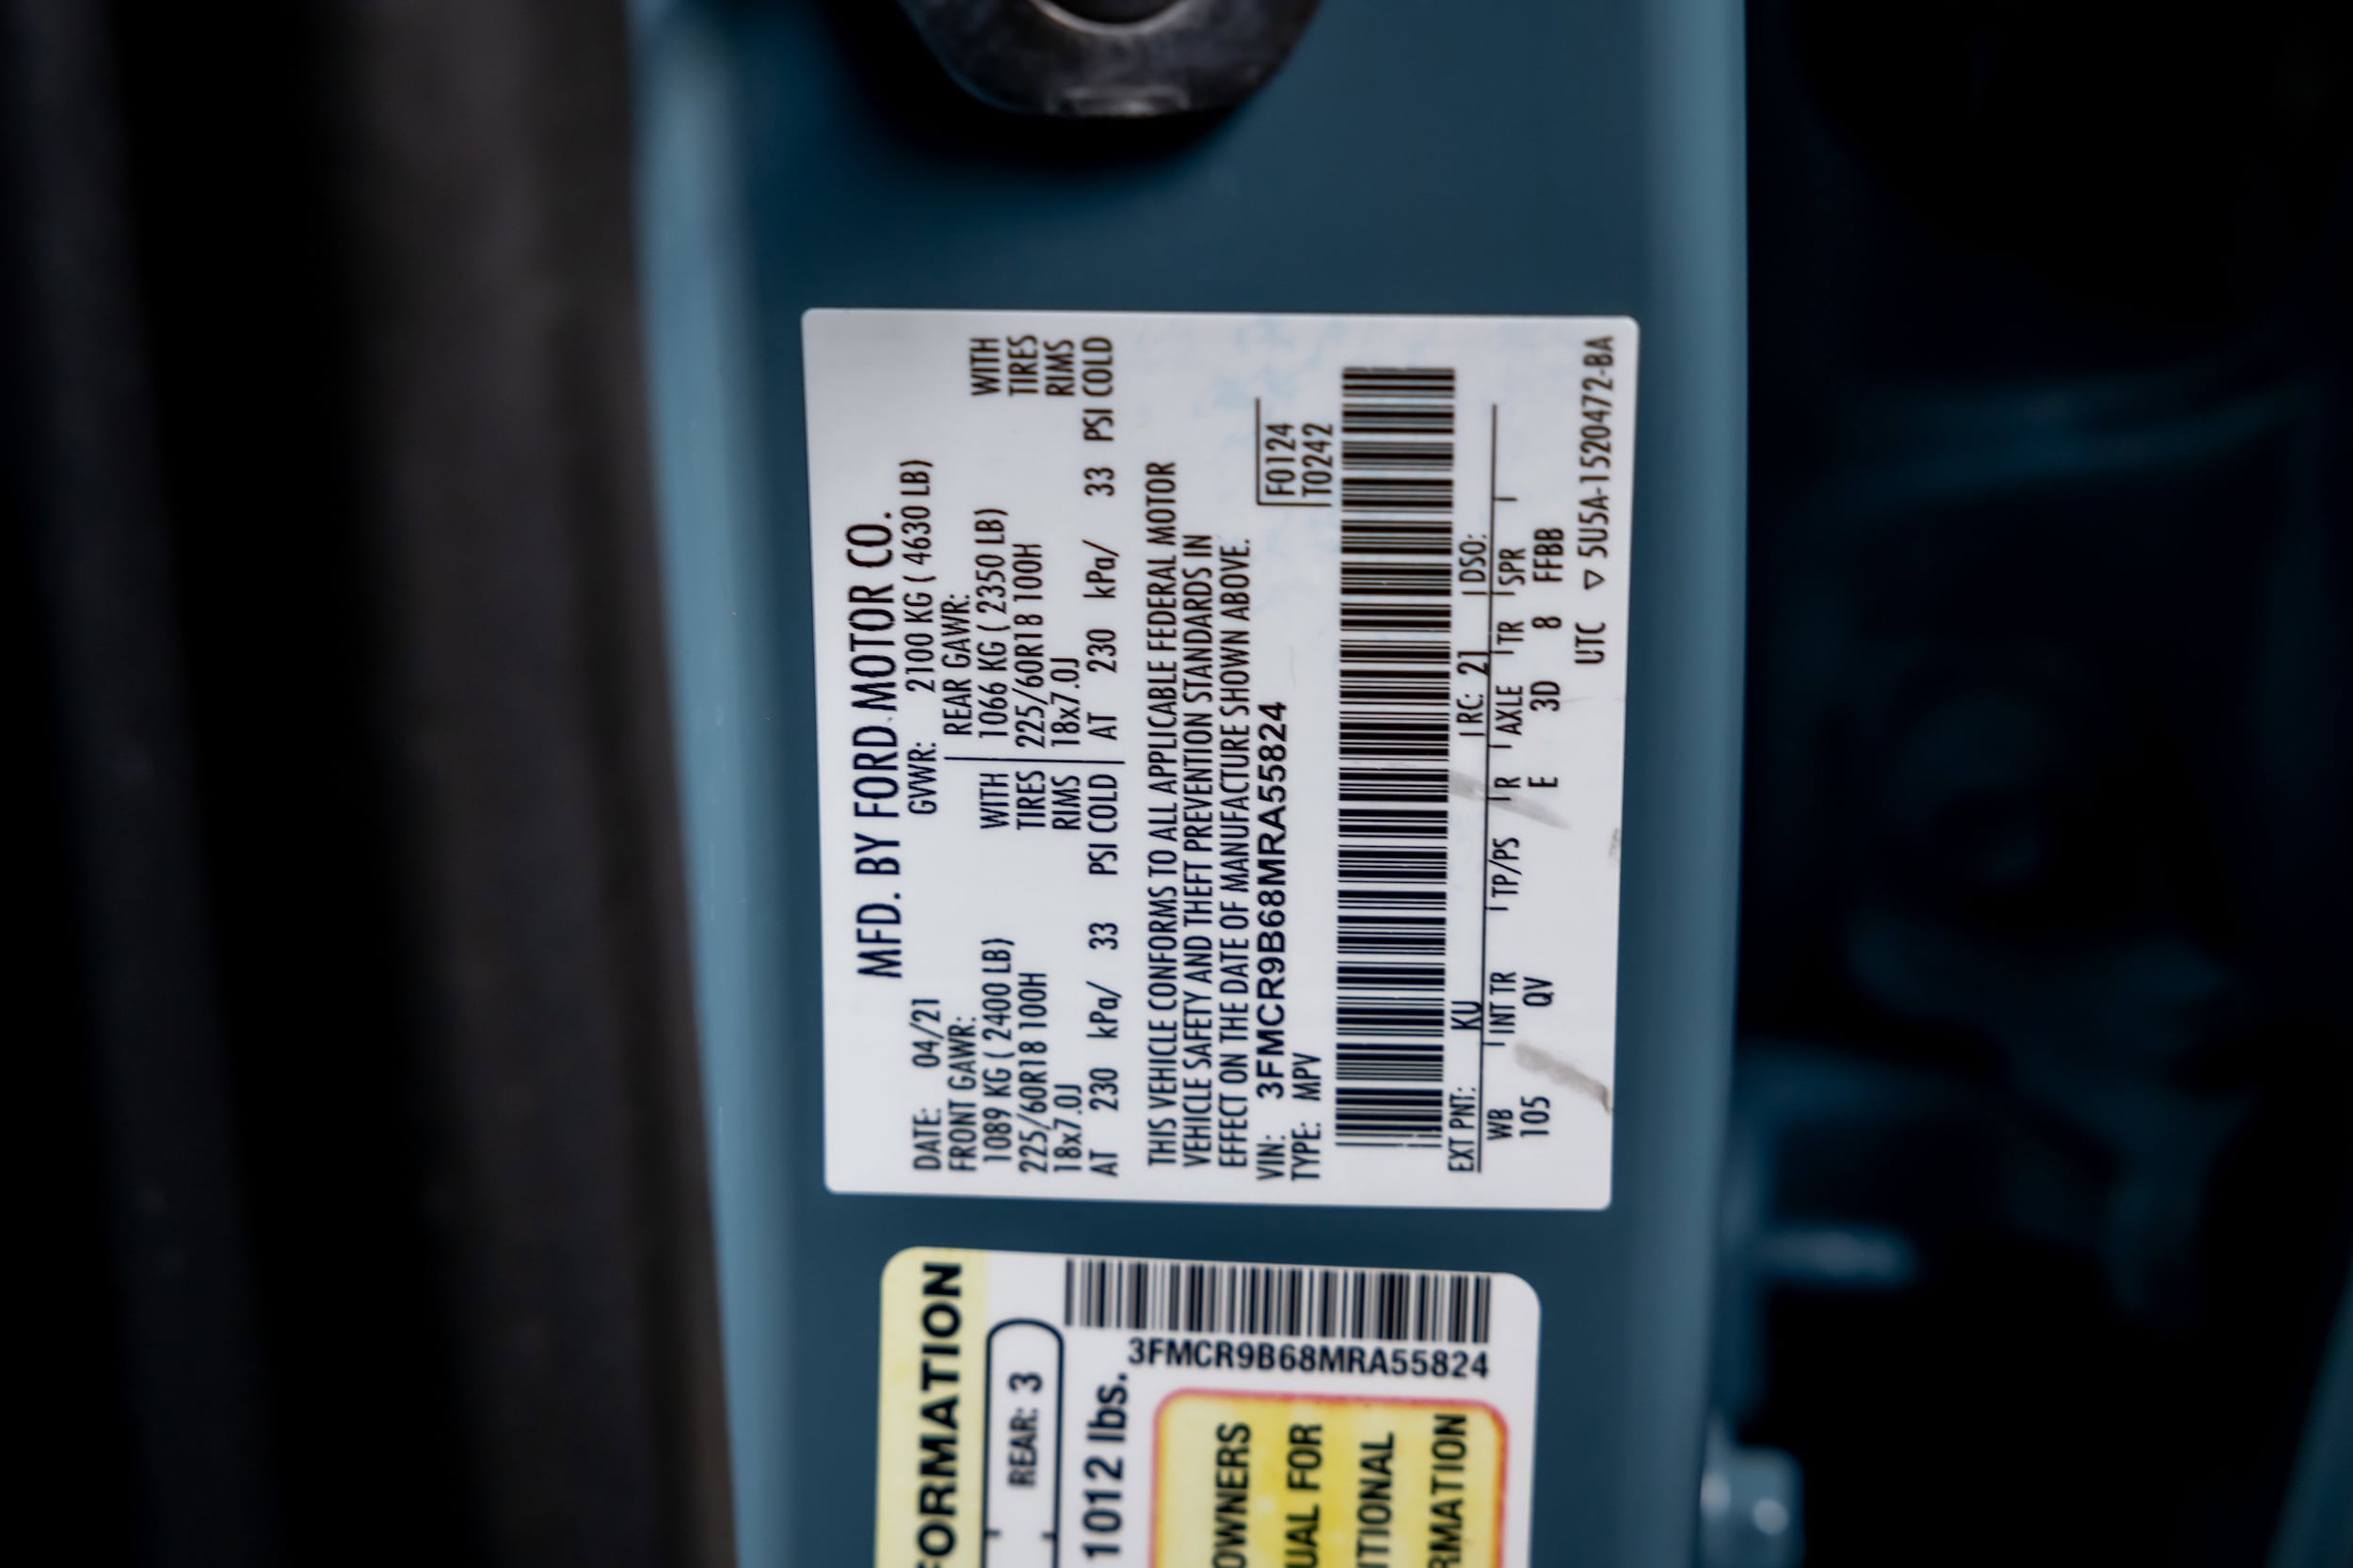 MFD. BY FORD MOTOR CO.
DATE: 04/21 GVWR: 2100 KG ( 4630 LB)
FRONT GAWR: REAR GAWR:
1089 KG ( 2400 LB) WITH 1066 KG ( 2350 LB) WITH
225/60R18 100H TIRES 225/60R18 100H TIRES
18x7.0J RIMS 18x7.0J RIMS
AT 230 kPa/ 33 PSI COLD AT 230 kPa/ 33 PSI COLD
THIS VEHICLE CONFORMS TO ALL APPLICABLE FEDERAL MOTOR
VEHICLE SAFETY AND THEFT PREVENTION STANDARDS IN
EFFECT ON THE DATE OF MANUFACTURE SHOWN ABOVE.
VIN: 3FMCR9B68MRA55824 F0124
TYPE: MPV T0242
EXT PNT: KU RC: 21 DSO:
WB INT TR TP/PS R AXLE TR SPR
105 QV E 3D 8 FFBB
UTC ▽ 5U5A-1520472-BA
FORMATION
REAR: 3
1012 lbs.
3FMCR9B68MRA55824
OWNERS
UAL FOR
ITIONAL
RMATION